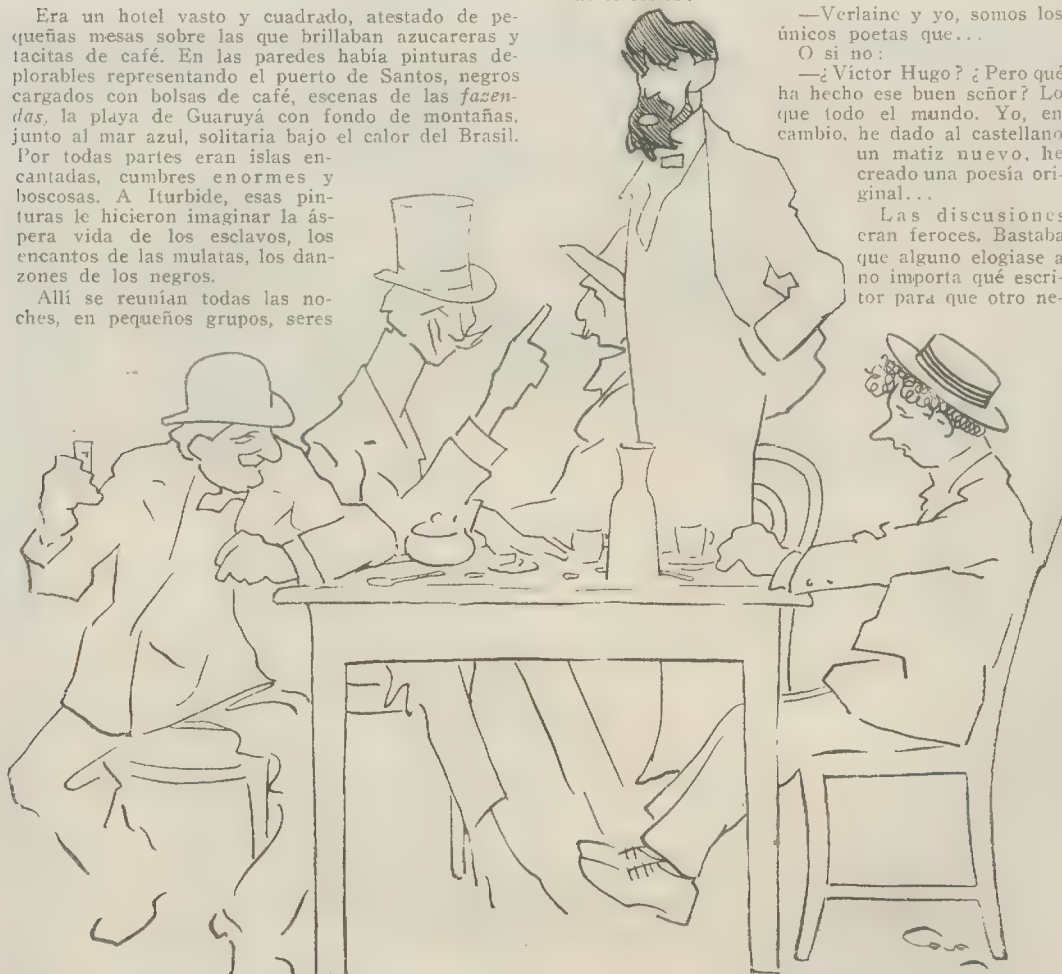 Era un hotel vasto y cuadrado, atestado de pe-
queñas mesas sobre las que brillaban azucareras y
tacitas de café. En las paredes había pinturas de-
plorables representando el puerto de Santos, negros
cargados con bolsas de café, escenas de las fazen-
das, la playa de Guaruyá con fondo de montañas,
junto al mar azul, solitaria bajo el calor del Brasil.
Por todas partes eran islas en-
cantadas, cumbres enormes y
boscosas. A Iturbide, esas pin-
turas le hicieron imaginar la ás-
pera vida de los esclavos, los
encantos de las mulatas, los dan-
zones de los negros.
Allí se reunían todas las no-
ches, en pequeños grupos, seres
—Verlaine y yo, somos los
únicos poetas que...
O si no:
—¿Victor Hugo? ¿Pero qué
ha hecho ese buen señor? Lo
que todo el mundo. Yo, en
cambio, he dado al castellano
un matiz nuevo, he
creado una poesía ori-
ginal...
Las discusiones
eran feroces. Bastaba
que alguno elogiase a
no importa qué escri-
tor para que otro ne-